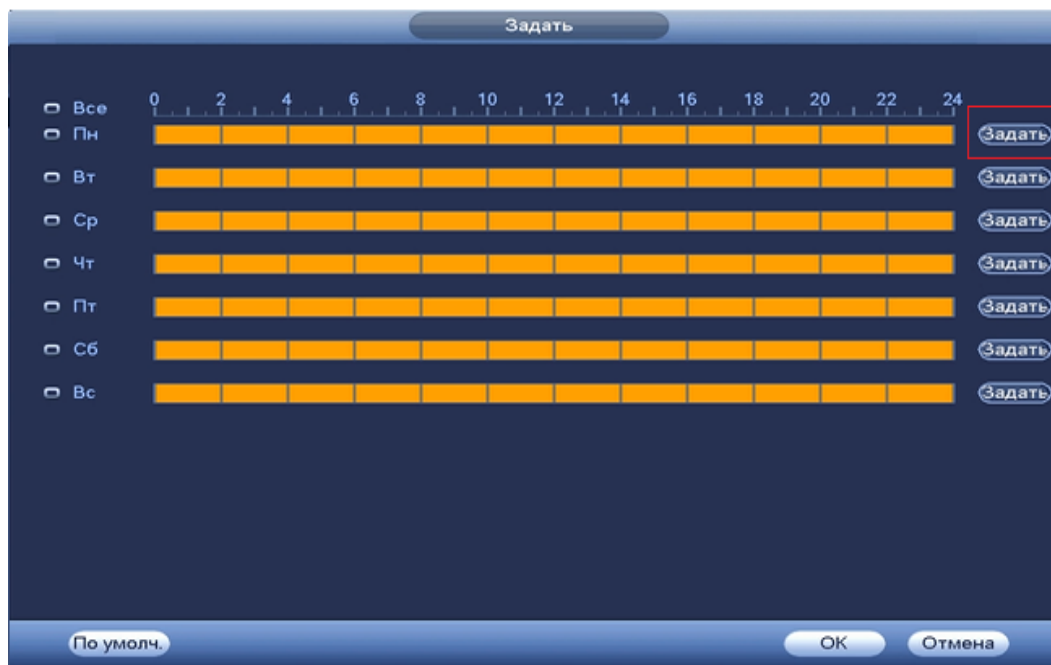 Задать
Все 0 2 4 6 8 10 12 14 16 18 20 22 24
Пн Задать
Вт Задать
Ср Задать
Чт Задать
Пт Задать
Сб Задать
Вс Задать
По умолч. OK Отмена